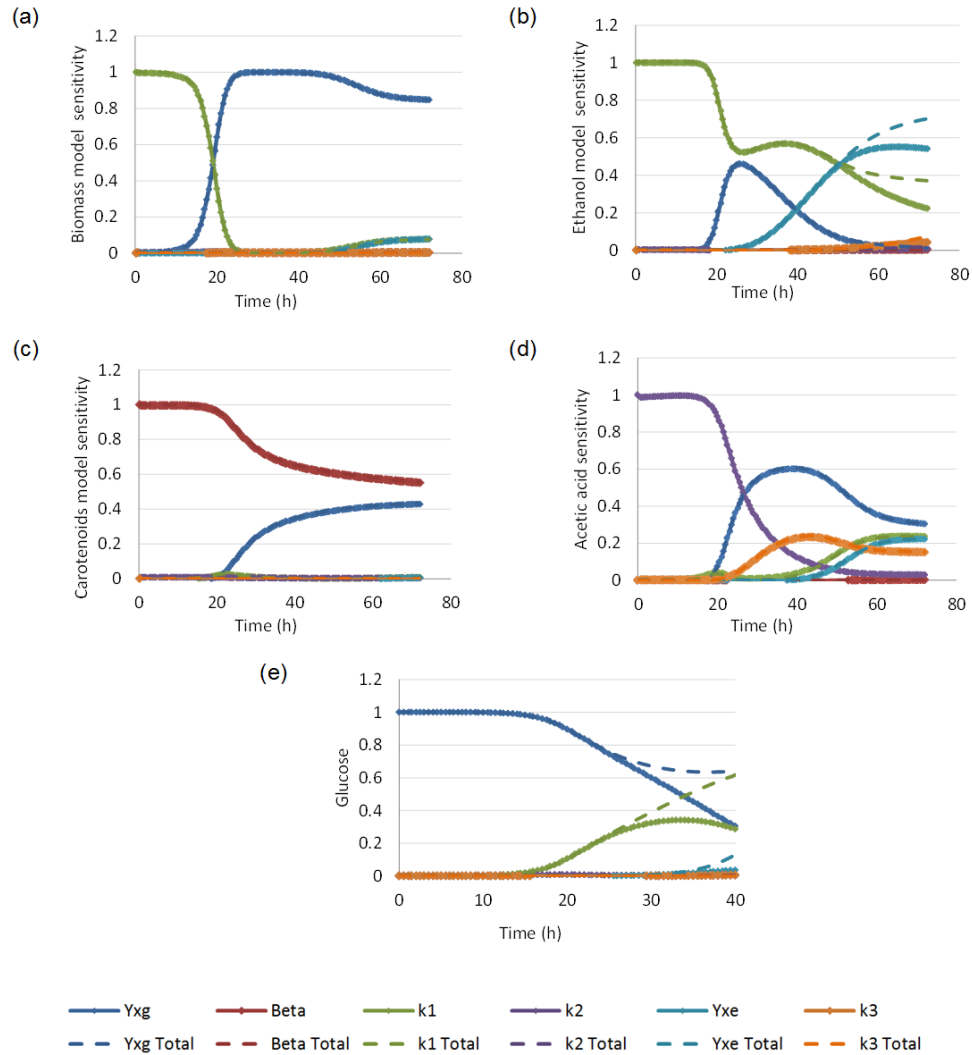 (a)
Biomass model sensitivity
1.2
1
0.8
0.6
0.4
0.2
0
0 20 40 60 80
Time (h)
(b)
Ethanol model sensitivity
1.2
1
0.8
0.6
0.4
0.2
0
0 20 40 60 80
Time (h)
(c)
Carotenoids model sensitivity
1.2
1
0.8
0.6
0.4
0.2
0
0 20 40 60 80
Time (h)
(d)
Acetic acid sensitivity
1.2
1
0.8
0.6
0.4
0.2
0
0 20 40 60 80
Time (h)
(e)
Glucose
1.2
1
0.8
0.6
0.4
0.2
0
0 10 20 30 40
Time (h)
Yxg Beta k1 k2 Yxe k3
Yxg Total Beta Total k1 Total k2 Total Yxe Total k3 Total